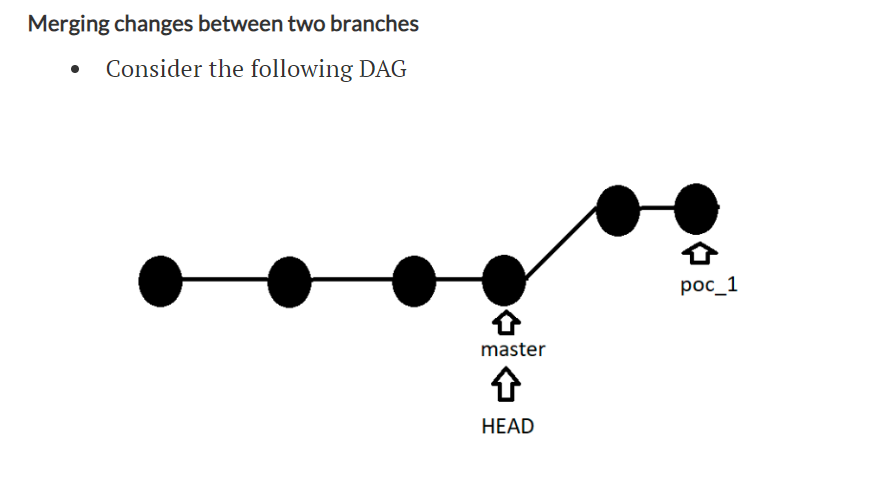 Merging changes between two branches
• Consider the following DAG
poc_1
master
HEAD